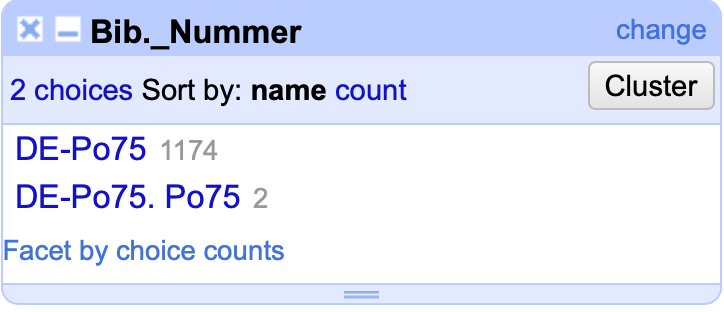 Bib._Nummer change
2 choices Sort by: name count Cluster
DE-Po75 1174
DE-Po75. Po75 2
Facet by choice counts